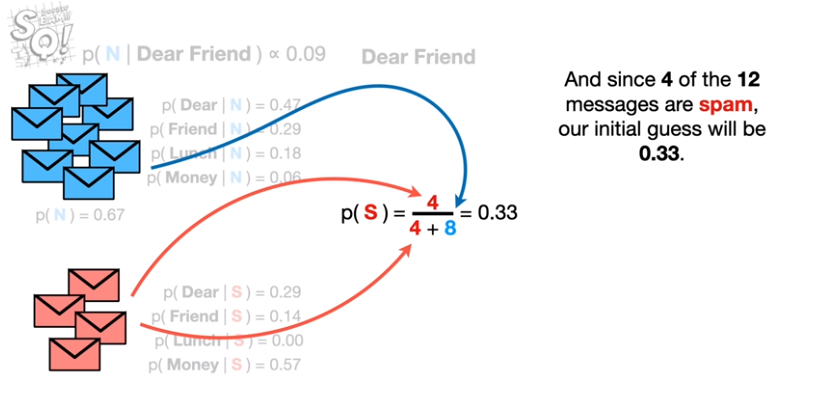 SQ!
p( N | Dear Friend ) ∝ 0.09
Dear Friend
p( Dear | N ) = 0.47
p( Friend | N ) = 0.29
p( Lunch | N ) = 0.18
p( Money | N ) = 0.06
p( N ) = 0.67
And since 4 of the 12
messages are spam,
our initial guess will be
0.33.
p( S ) = 4 / 4 + 8 = 0.33
p( Dear | S ) = 0.29
p( Friend | S ) = 0.14
p( Lunch | S ) = 0.00
p( Money | S ) = 0.57